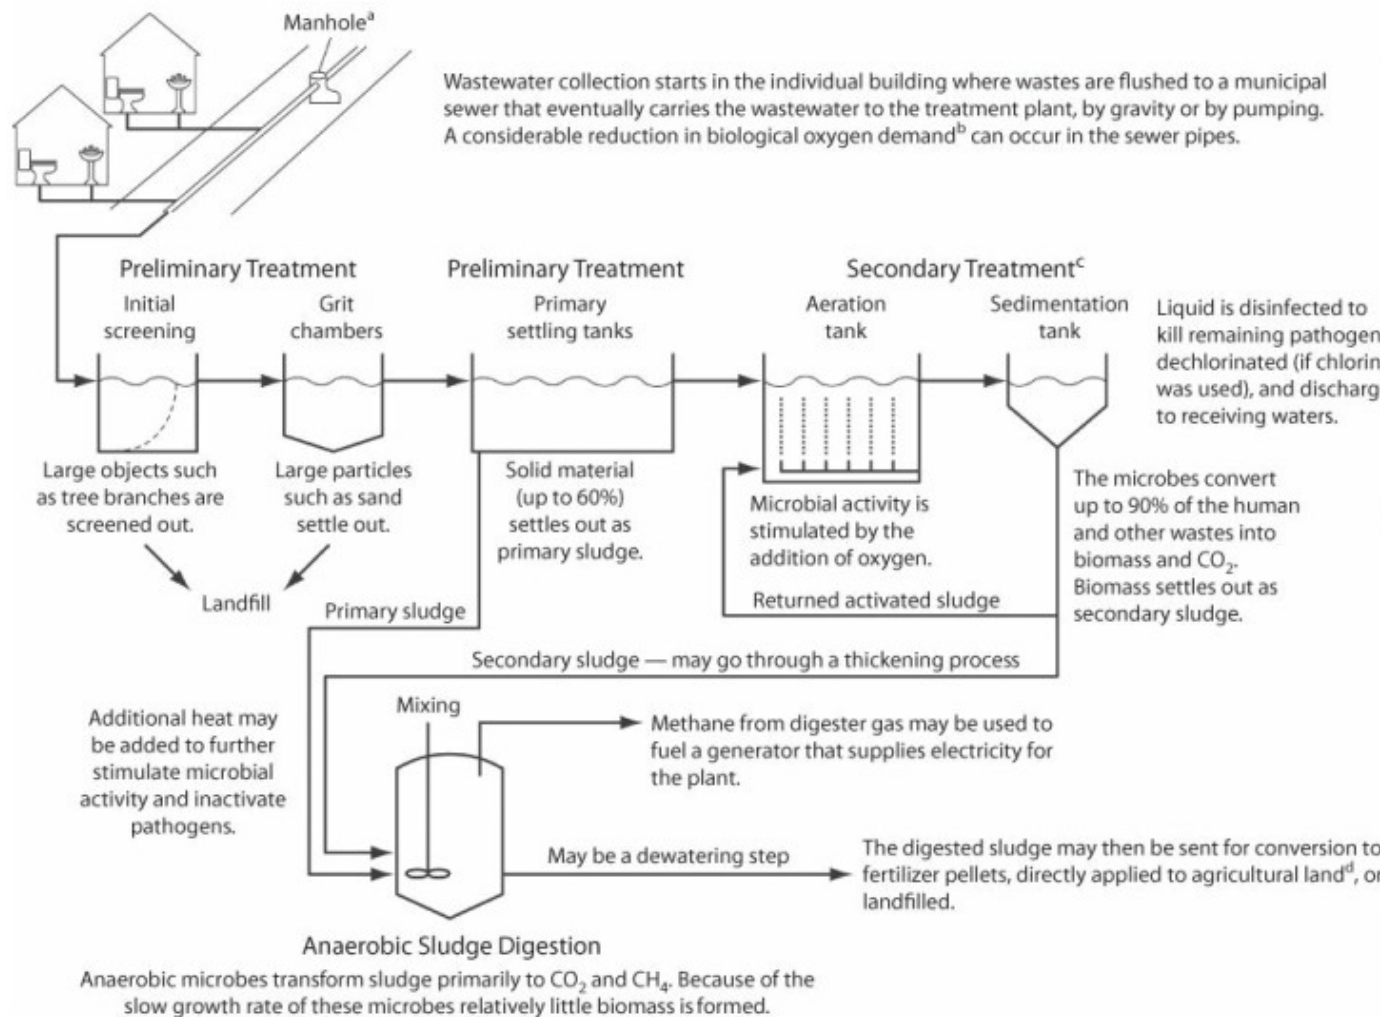 Manholeᵃ
Wastewater collection starts in the individual building where wastes are flushed to a municipal
sewer that eventually carries the wastewater to the treatment plant, by gravity or by pumping.
A considerable reduction in biological oxygen demandᵇ can occur in the sewer pipes.
Preliminary Treatment
Preliminary Treatment
Secondary Treatmentᶜ
Initial
screening
Grit
chambers
Primary
settling tanks
Aeration
tank
Sedimentation
tank
Liquid is disinfected to
kill remaining pathogen
dechlorinated (if chlorin
was used), and discharg
to receiving waters.
Large objects such
as tree branches are
screened out.
Large particles
such as sand
settle out.
Solid material
(up to 60%)
settles out as
primary sludge.
Microbial activity is
stimulated by the
addition of oxygen.
The microbes convert
up to 90% of the human
and other wastes into
biomass and CO₂.
Biomass settles out as
secondary sludge.
Landfill
Primary sludge
Returned activated sludge
Secondary sludge — may go through a thickening process
Additional heat may
be added to further
stimulate microbial
activity and inactivate
pathogens.
Mixing
Methane from digester gas may be used to
fuel a generator that supplies electricity for
the plant.
May be a dewatering step
The digested sludge may then be sent for conversion to
fertilizer pellets, directly applied to agricultural landᵈ, or
landfilled.
Anaerobic Sludge Digestion
Anaerobic microbes transform sludge primarily to CO₂ and CH₄. Because of the
slow growth rate of these microbes relatively little biomass is formed.